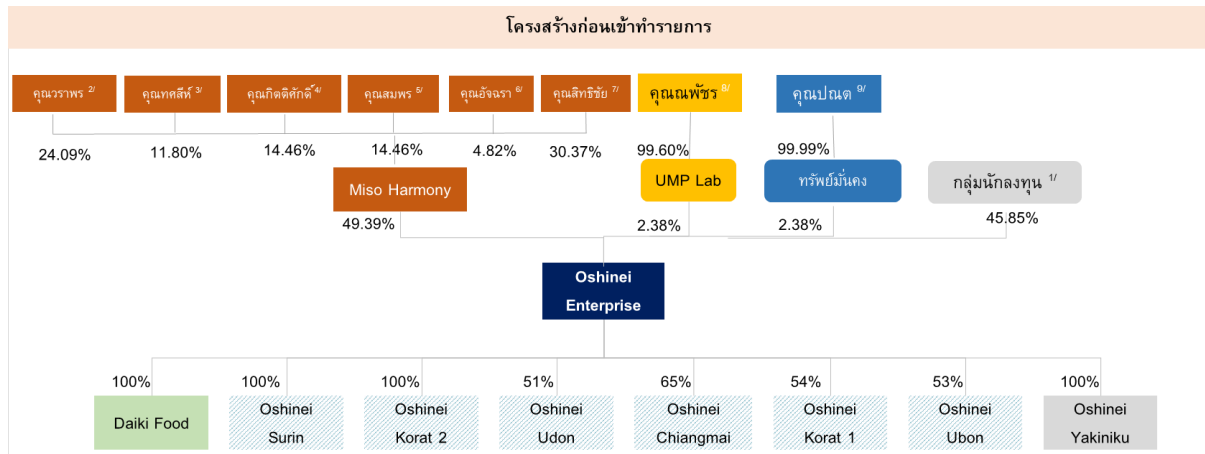 โครงสร้างก่อนเข้าทำรายการ
คุณวราพร 2/
คุณทศสีห์ 3/
คุณกิตติศักดิ์ 4/
คุณสมพร 5/
คุณอัจฉรา 6/
คุณสิทธิชัย 7/
คุณณพัชร 8/
คุณปณต 9/
24.09%
11.80%
14.46%
14.46%
4.82%
30.37%
99.60%
99.99%
Miso Harmony
UMP Lab
ทรัพย์มั่นคง
กลุ่มนักลงทุน 1/
49.39%
2.38%
2.38%
45.85%
Oshinei
Enterprise
100%
100%
100%
51%
65%
54%
53%
100%
Daiki Food
Oshinei
Surin
Oshinei
Korat 2
Oshinei
Udon
Oshinei
Chiangmai
Oshinei
Korat 1
Oshinei
Ubon
Oshinei
Yakiniku